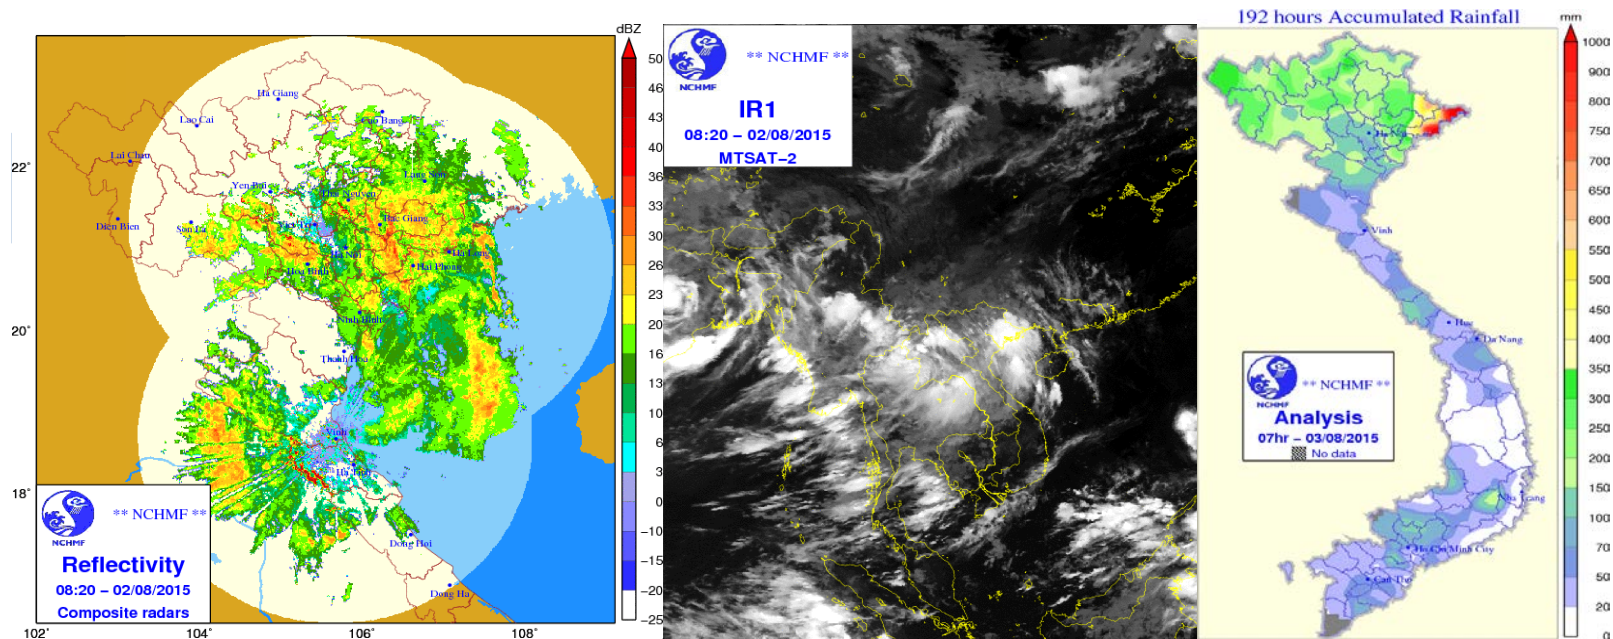 dBZ
50
46
43
40
36
33
30
26
23
20
16
13
10
6
3
0
−10
−15
−20
−25
22°
20°
18°
102°
104°
106°
108°
Ha Giang
Lao Cai
Cao Bang
Lai Chau
Yen Bai
Lang Son
Thai Nguyen
Dien Bien
Son La
Viet Tri
Bac Giang
Ha Noi
Ha Long
Hoa Binh
Hai Phong
Ninh Binh
Thanh Hoa
Vinh
Ha Tinh
Dong Hoi
Dong Ha
** NCHMF **
NCHMF
Reflectivity
08:20 − 02/08/2015
Composite radars
** NCHMF **
NCHMF
IR1
08:20 − 02/08/2015
MTSAT−2
192 hours Accumulated Rainfall
mm
1000
900
800
750
700
650
600
550
500
450
400
350
300
250
200
150
100
50
70
50
20
0
Ha Noi
Vinh
Hue
Da Nang
Nha Trang
Ho Chi Minh City
Can Tho
** NCHMF **
NCHMF
Analysis
07hr − 03/08/2015
No data